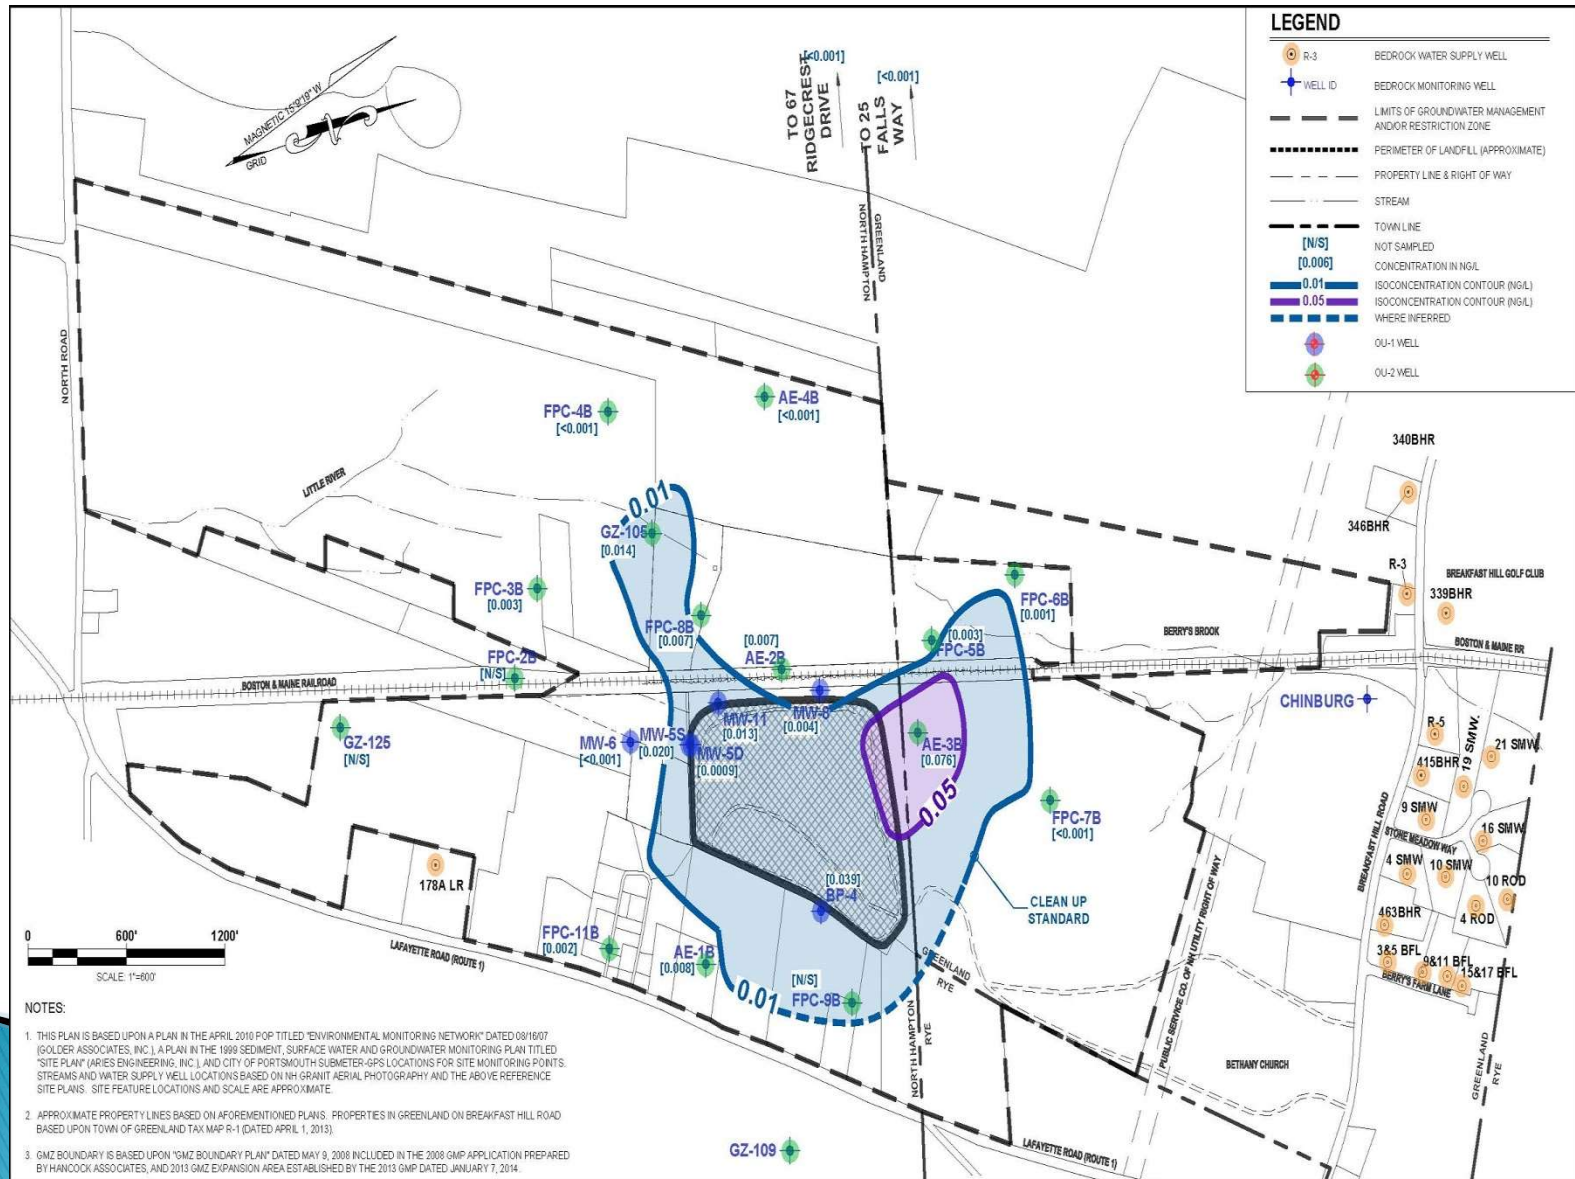 LEGEND
R-3 BEDROCK WATER SUPPLY WELL
WELL ID BEDROCK MONITORING WELL
LIMITS OF GROUNDWATER MANAGEMENT
AND/OR RESTRICTION ZONE
PERIMETER OF LANDFILL (APPROXIMATE)
PROPERTY LINE & RIGHT OF WAY
STREAM
TOWN LINE
[N/S] NOT SAMPLED
[0.006] CONCENTRATION IN NG/L
0.01 ISOCONCENTRATION CONTOUR (NG/L)
0.05 ISOCONCENTRATION CONTOUR (NG/L)
WHERE INFERRED
OU-1 WELL
OU-2 WELL
MAGNETIC 15°9'19" W
GRID
TO 67
RIDGECREST
DRIVE
[<0.001]
TO 25
FALLS
WAY
[<0.001]
NORTH HAMPTON
GREENLAND
NORTH ROAD
LITTLE RIVER
FPC-4B
[<0.001]
AE-4B
[<0.001]
340BHR
346BHR
R-3
339BHR
BREAKFAST HILL GOLF CLUB
BOSTON & MAINE RR
0.01
GZ-105
[0.014]
FPC-3B
[0.003]
FPC-8B
[0.007]
[0.007]
AE-2B
[0.003]
FPC-5B
FPC-6B
[0.001]
BERRY'S BROOK
FPC-2B
[N/S]
BOSTON & MAINE RAILROAD
CHINBURG
GZ-125
[N/S]
MW-6
[<0.001]
MW-5S
[0.020]
MW-11
[0.013]
MW-5D
[0.0009]
MW-8
[0.004]
AE-3B
[0.076]
0.05
FPC-7B
[<0.001]
R-5
19 SMW.
21 SMW.
415BHR
9 SMW
16 SMW.
STONE MEADOW WAY
4 SMW
10 SMW
10 ROD
4 ROD
463BHR
3&5 BFL
9&11 BFL
15&17 BFL
BERRY'S FARM LANE
BREAKFAST HILL ROAD
178A LR
[0.039]
BP-4
CLEAN UP
STANDARD
PUBLIC SERVICE CO. OF NH UTILITY RIGHT OF WAY
FPC-11B
[0.002]
AE-1B
[0.008]
0.01
[N/S]
FPC-9B
GREENLAND
RYE
NORTH HAMPTON
RYE
BETHANY CHURCH
GREENLAND
RYE
LAFAYETTE ROAD (ROUTE 1)
LAFAYETTE ROAD (ROUTE 1)
GZ-109
0 600' 1200'
SCALE: 1"=600'
NOTES:
1. THIS PLAN IS BASED UPON A PLAN IN THE APRIL 2010 POP TITLED "ENVIRONMENTAL MONITORING NETWORK" DATED 08/16/07
(GOLDER ASSOCIATES, INC.), A PLAN IN THE 1999 SEDIMENT, SURFACE WATER AND GROUNDWATER MONITORING PLAN TITLED
"SITE PLAN" (ARIES ENGINEERING, INC.), AND CITY OF PORTSMOUTH SUBMETER-GPS LOCATIONS FOR SITE MONITORING POINTS.
STREAMS AND WATER SUPPLY WELL LOCATIONS BASED ON NH GRANIT AERIAL PHOTOGRAPHY AND THE ABOVE REFERENCE
SITE PLANS. SITE FEATURE LOCATIONS AND SCALE ARE APPROXIMATE.
2. APPROXIMATE PROPERTY LINES BASED ON AFOREMENTIONED PLANS. PROPERTIES IN GREENLAND ON BREAKFAST HILL ROAD
BASED UPON TOWN OF GREENLAND TAX MAP R-1 (DATED APRIL 1, 2013).
3. GMZ BOUNDARY IS BASED UPON "GMZ BOUNDARY PLAN" DATED MAY 9, 2008 INCLUDED IN THE 2008 GMP APPLICATION PREPARED
BY HANCOCK ASSOCIATES, AND 2013 GMZ EXPANSION AREA ESTABLISHED BY THE 2013 GMP DATED JANUARY 7, 2014.